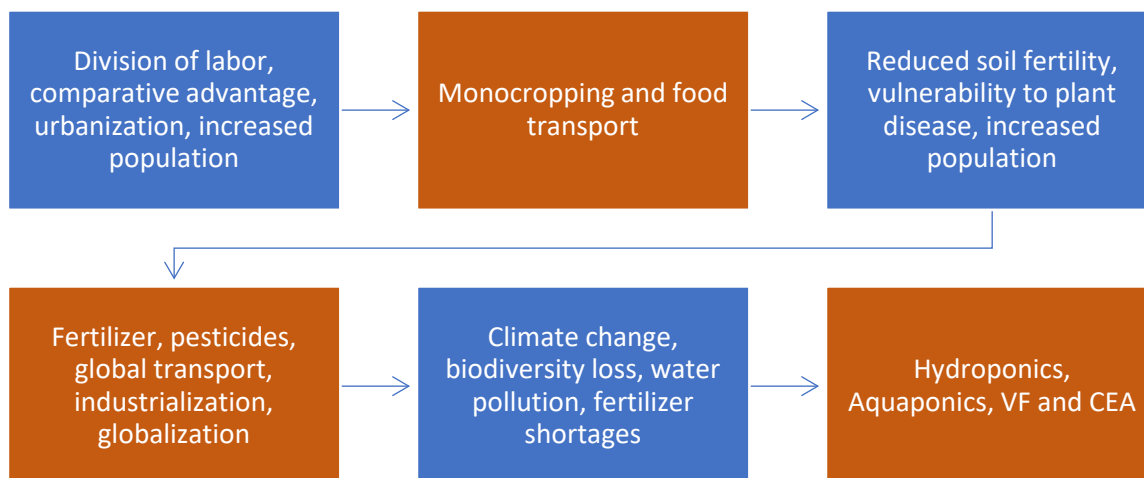 Division of labor,
comparative advantage,
urbanization, increased
population
Monocropping and food
transport
Reduced soil fertility,
vulnerability to plant
disease, increased
population
Fertilizer, pesticides,
global transport,
industrialization,
globalization
Climate change,
biodiversity loss, water
pollution, fertilizer
shortages
Hydroponics,
Aquaponics, VF and CEA